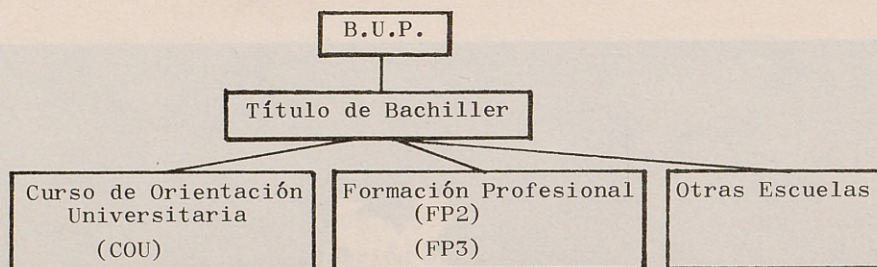 B.U.P.
Título de Bachiller
Curso de Orientación
Universitaria
(COU)
Formación Profesional
(FP2)
(FP3)
Otras Escuelas